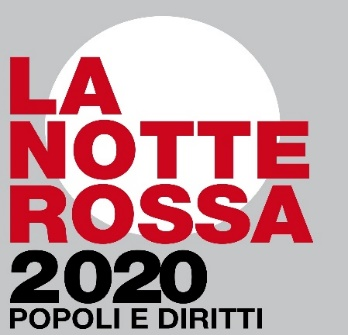 LA
NOTTE
ROSSA
2020
POPOLI E DIRITTI